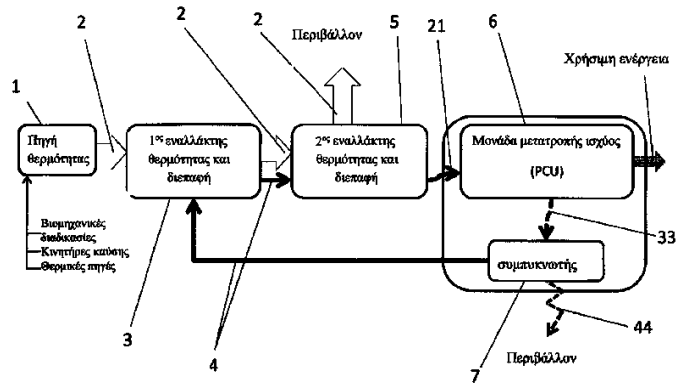 2
2
Περιβάλλον
5
21
Χρήσιμη ενέργεια
1
2
6
Πηγή
θερμότητας
2
1ος εναλλάκτης
θερμότητας και
διεπαφή
2ος εναλλάκτης
θερμότητας και
διεπαφή
Μονάδα μετατροπής ισχύος
(PCU)
Βιομηχανικές
διαδικασίες
Κινητήρες καύσης
Θερμικές πηγές
33
συμπυκνωτής
3
4
7
44
Περιβάλλον